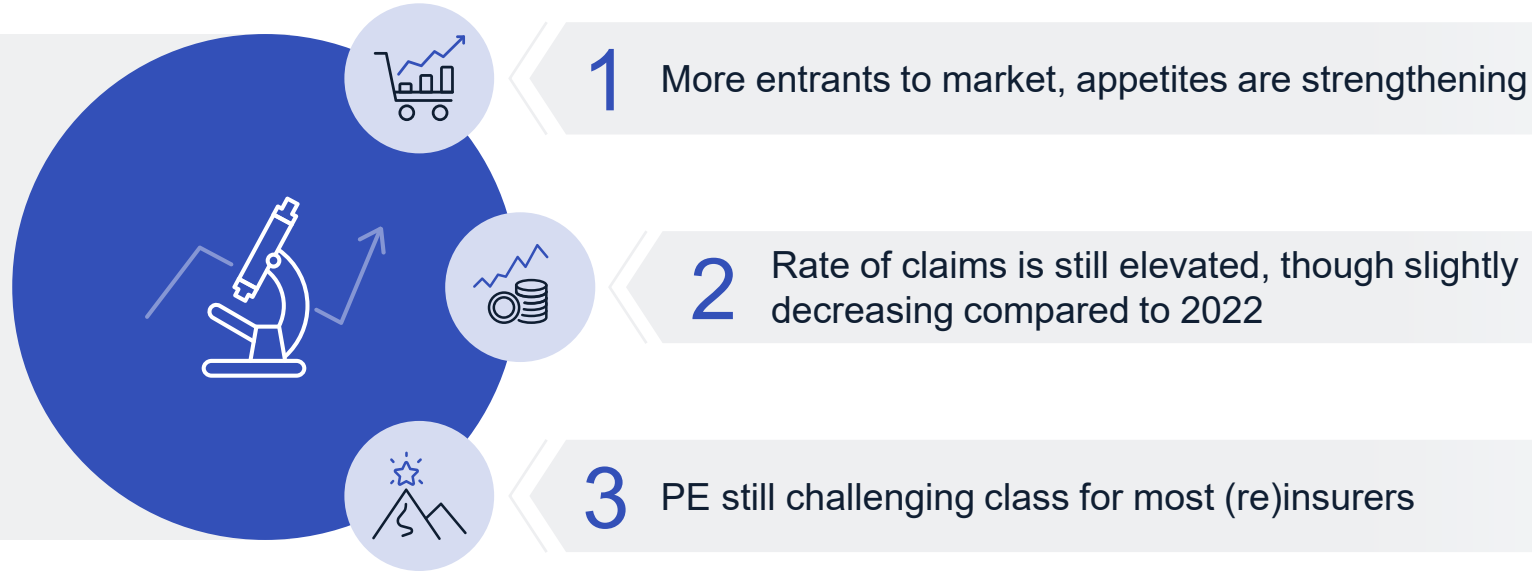 1
More entrants to market, appetites are strengthening
2
Rate of claims is still elevated, though slightly
decreasing compared to 2022
3
PE still challenging class for most (re)insurers